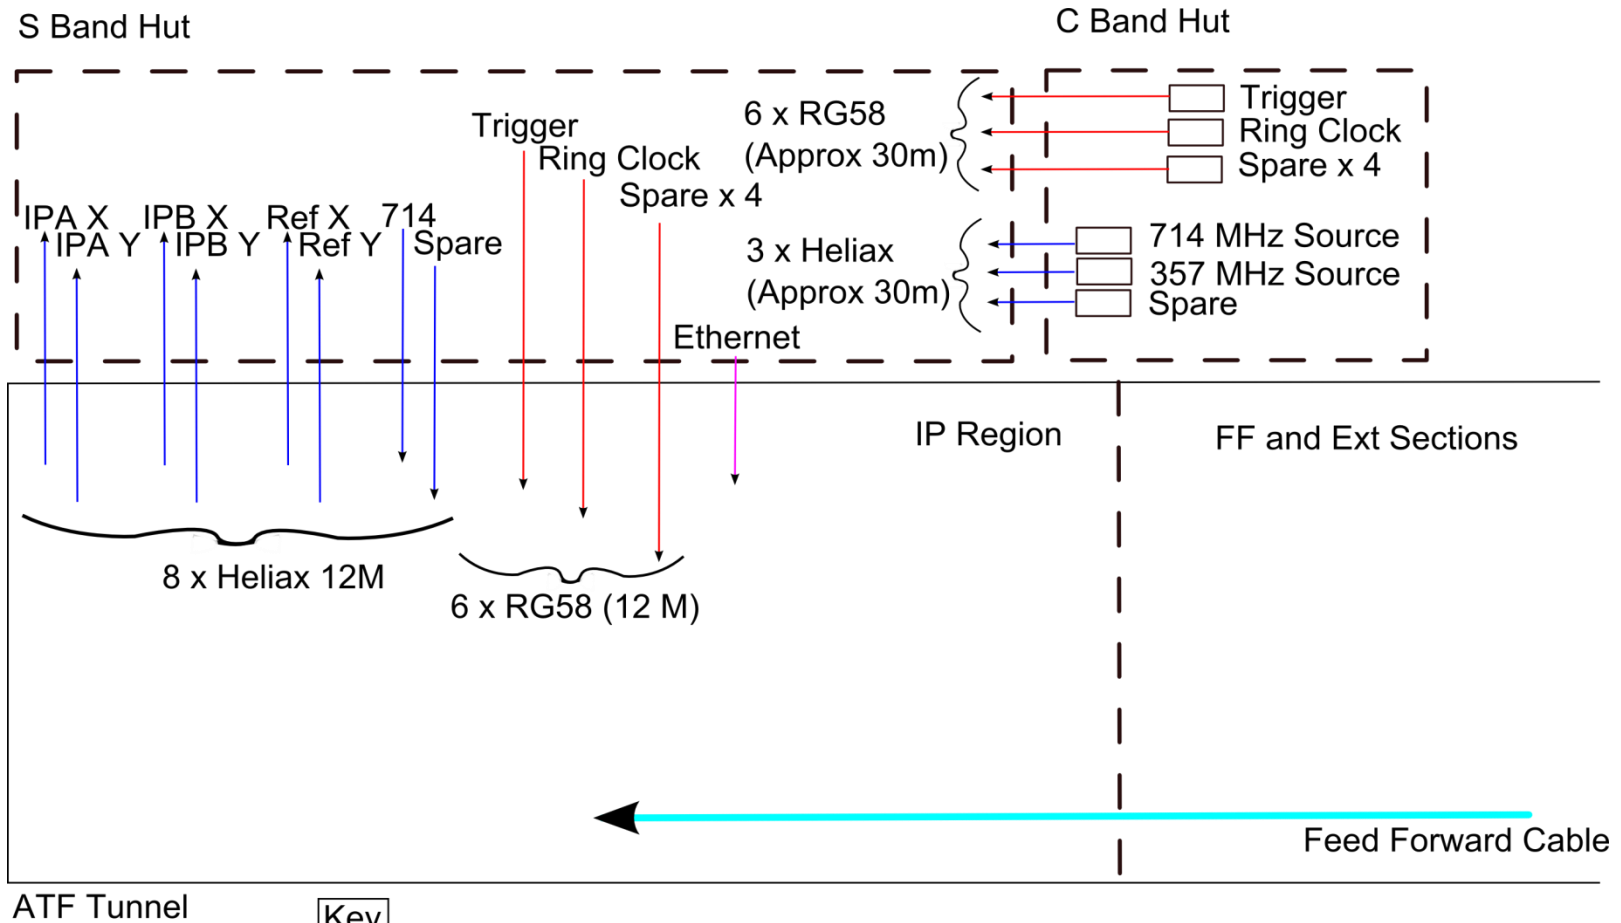 S Band Hut
C Band Hut
6 x RG58
(Approx 30m)
Trigger
Ring Clock
Spare x 4
Trigger
Ring Clock
Spare x 4
IPA X
IPA Y
IPB X
IPB Y
Ref X
Ref Y
714
Spare
3 x Heliax
(Approx 30m)
714 MHz Source
357 MHz Source
Spare
Ethernet
IP Region
FF and Ext Sections
8 x Heliax 12M
6 x RG58 (12 M)
Feed Forward Cable
ATF Tunnel
Key